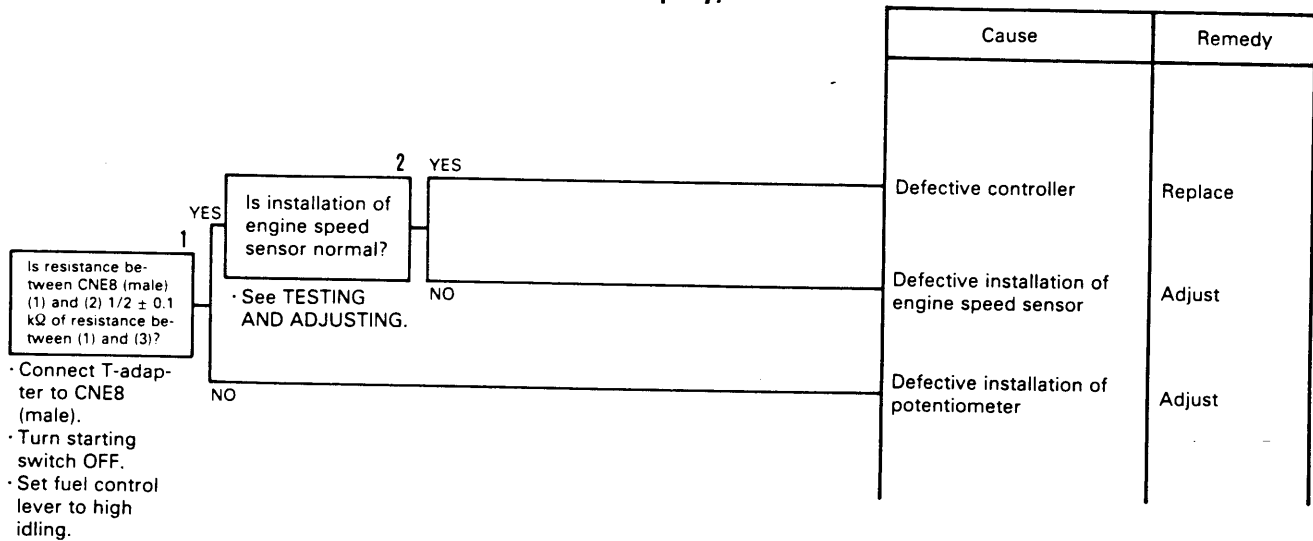 Cause Remedy
2 YES
Defective controller Replace
YES
Is installation of
engine speed
sensor normal?
1
Is resistance be-
tween CNE8 (male)
(1) and (2) 1/2 ± 0.1
kΩ of resistance be-
tween (1) and (3)?
· See TESTING
AND ADJUSTING.
NO
Defective installation of
engine speed sensor
Adjust
· Connect T-adap-
ter to CNE8
(male).
· Turn starting
switch OFF.
· Set fuel control
lever to high
idling.
NO
Defective installation of
potentiometer
Adjust